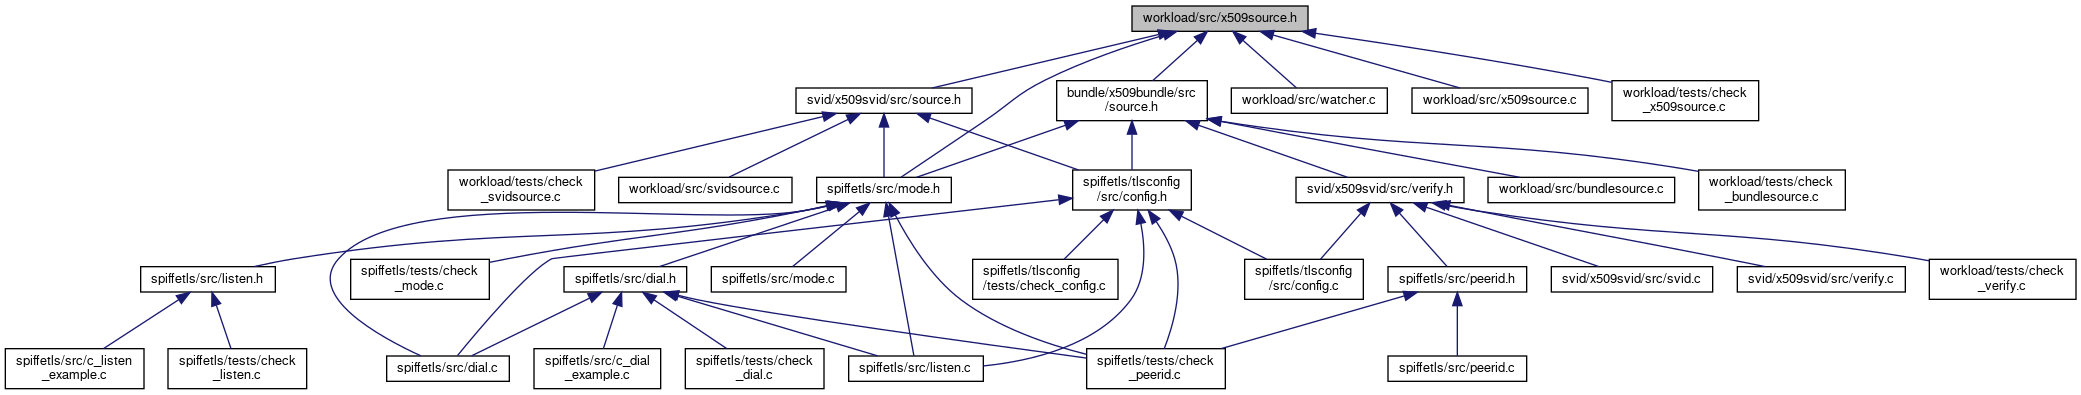 workload/src/x509source.h
svid/x509svid/src/source.h
bundle/x509bundle/src
/source.h
workload/src/watcher.c
workload/src/x509source.c
workload/tests/check
_x509source.c
workload/tests/check
_svidsource.c
workload/src/svidsource.c
spiffetls/src/mode.h
spiffetls/tlsconfig
/src/config.h
svid/x509svid/src/verify.h
workload/src/bundlesource.c
workload/tests/check
_bundlesource.c
spiffetls/src/listen.h
spiffetls/tests/check
_mode.c
spiffetls/src/dial.h
spiffetls/src/mode.c
spiffetls/tlsconfig
/tests/check_config.c
spiffetls/tlsconfig
/src/config.c
spiffetls/src/peerid.h
svid/x509svid/src/svid.c
svid/x509svid/src/verify.c
workload/tests/check
_verify.c
spiffetls/src/c_listen
_example.c
spiffetls/tests/check
_listen.c
spiffetls/src/dial.c
spiffetls/src/c_dial
_example.c
spiffetls/tests/check
_dial.c
spiffetls/src/listen.c
spiffetls/tests/check
_peerid.c
spiffetls/src/peerid.c